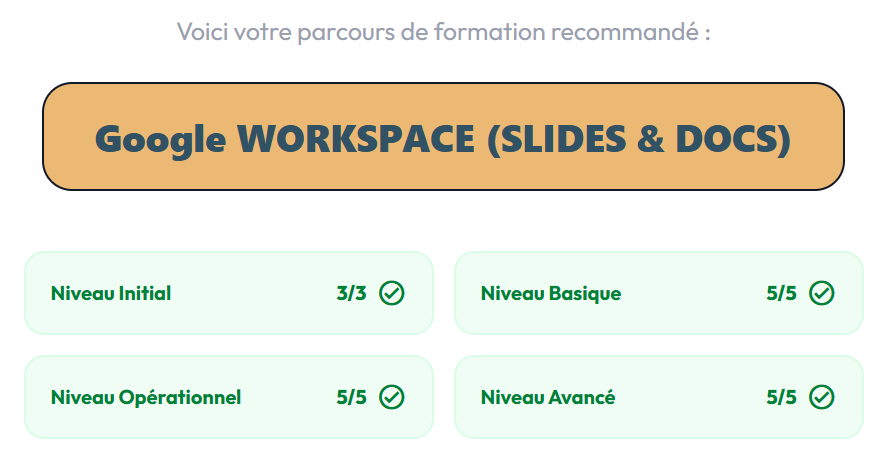 Voici votre parcours de formation recommandé :
Google WORKSPACE (SLIDES & DOCS)
Niveau Initial 3/3
Niveau Basique 5/5
Niveau Opérationnel 5/5
Niveau Avancé 5/5